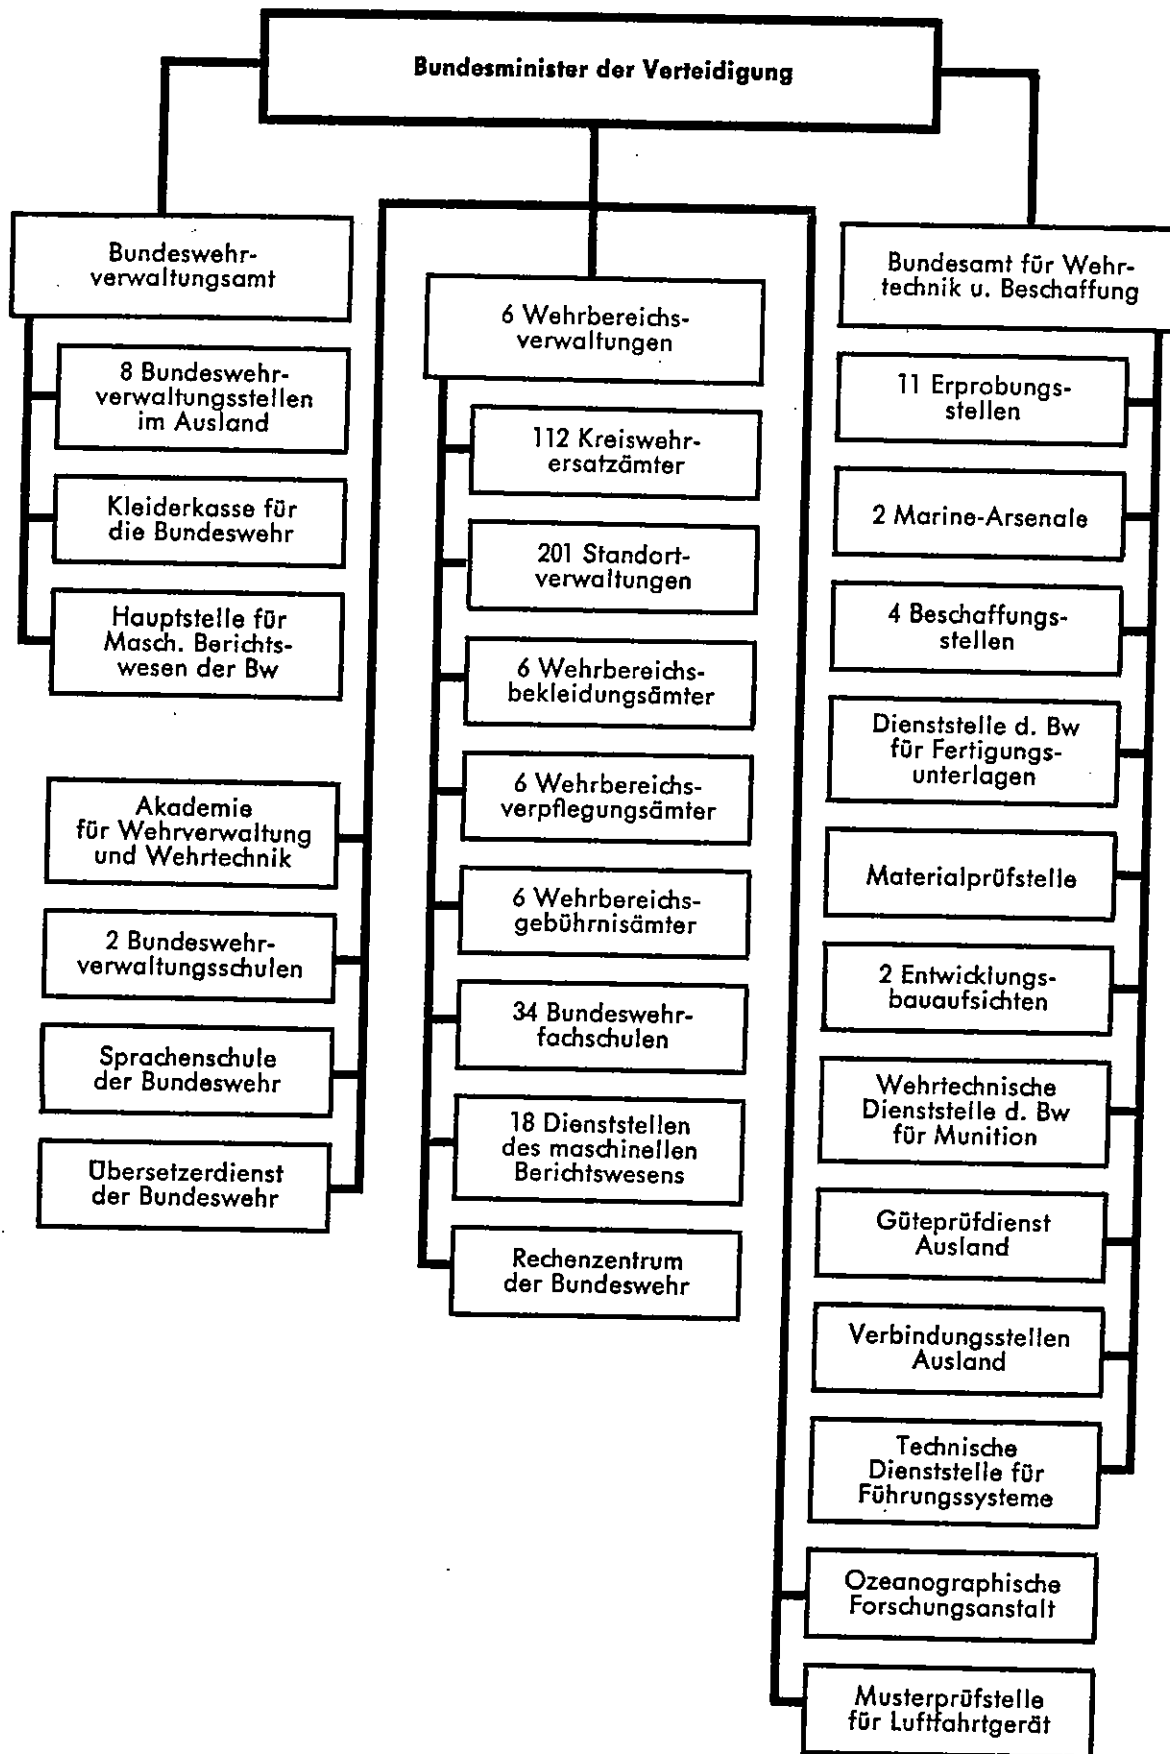 Bundesminister der Verteidigung
Bundeswehr-
verwaltungsamt
8 Bundeswehr-
verwaltungsstellen
im Ausland
Kleiderkasse für
die Bundeswehr
Hauptstelle für
Masch. Berichts-
wesen der Bw
Akademie
für Wehrverwaltung
und Wehrtechnik
2 Bundeswehr-
verwaltungsschulen
Sprachenschule
der Bundeswehr
Übersetzerdienst
der Bundeswehr
6 Wehrbereichs-
verwaltungen
112 Kreiswehr-
ersatzämter
201 Standort-
verwaltungen
6 Wehrbereichs-
bekleidungsämter
6 Wehrbereichs-
verpflegungsämter
6 Wehrbereichs-
gebührnisämter
34 Bundeswehr-
fachschulen
18 Dienststellen
des maschinellen
Berichtswesens
Rechenzentrum
der Bundeswehr
Bundesamt für Wehr-
technik u. Beschaffung
11 Erprobungs-
stellen
2 Marine-Arsenale
4 Beschaffungs-
stellen
Dienststelle d. Bw
für Fertigungs-
unterlagen
Materialprüfstelle
2 Entwicklungs-
bauaufsichten
Wehrtechnische
Dienststelle d. Bw
für Munition
Güteprüfdienst
Ausland
Verbindungsstellen
Ausland
Technische
Dienststelle für
Führungssysteme
Ozeanographische
Forschungsanstalt
Musterprüfstelle
für Luftfahrtgerät